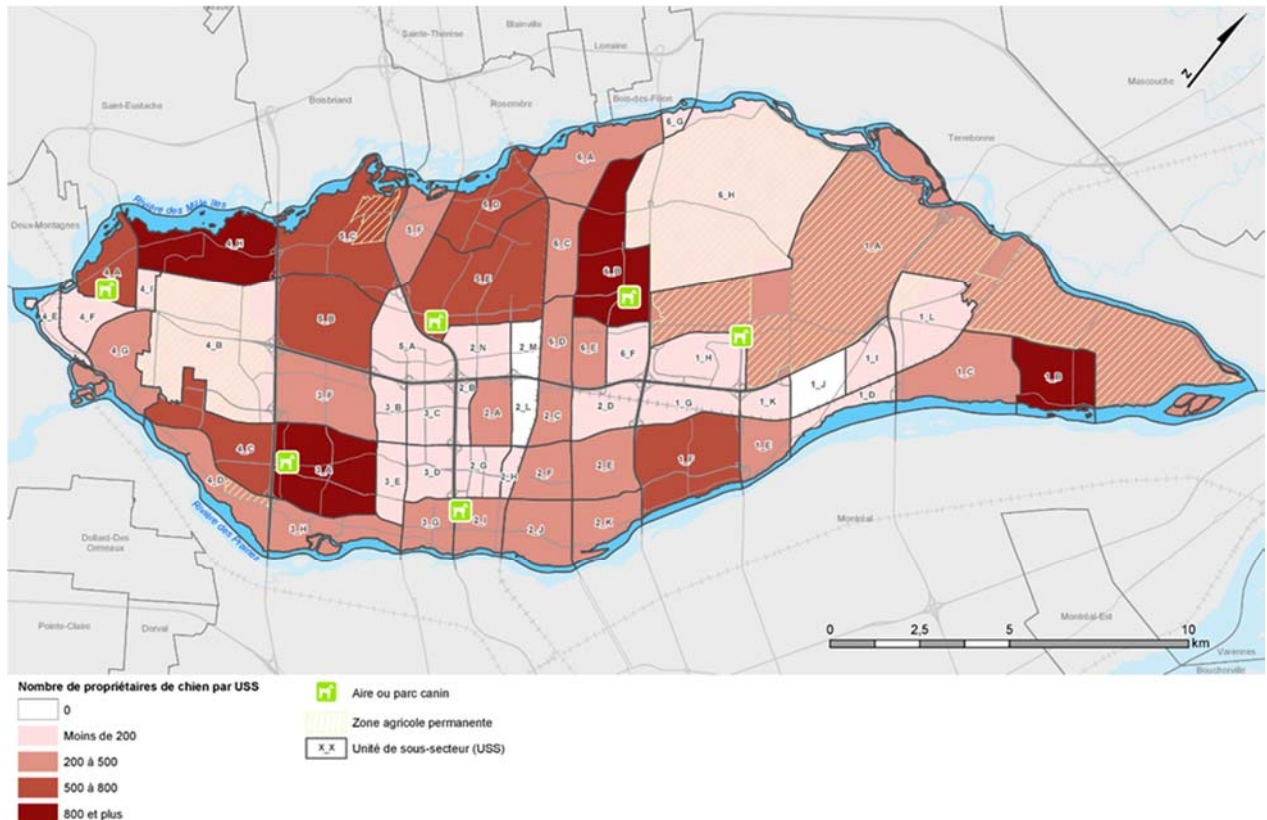 Blainville
Sainte-Thérèse
Lorraine
Mascouche
Saint-Eustache
Boisbriand
Rosemère
Bois-des-Filion
Terrebonne
Deux-Montagnes
Rivière des Mille Iles
N
6_G
6_A
6_H
6_D
5_C
5_F
4_H
6_C
1_A
4_A
6_B
5_E
4_I
4_E
4_F
1_L
5_B
4_G
4_B
5_A
2_N
2_M
6_D
6_E
6_F
1_H
1_I
1_C
1_B
2_B
1_J
3_F
3_B
3_C
2_A
2_L
2_C
2_D
1_G
1_K
1_D
4_C
3_A
3_D
2_G
2_H
2_F
2_E
1_F
1_E
4_D
3_E
3_H
3_G
2_I
2_J
2_K
Rivière des Prairies
Montréal
Dollard-Des
Ormeaux
Pointe-Claire
Dorval
Montréal-Est
Varennes
Boucherville
0 2,5 5 10
km
Nombre de propriétaires de chien par USS
0
Moins de 200
200 à 500
500 à 800
800 et plus
Aire ou parc canin
Zone agricole permanente
X_X Unité de sous-secteur (USS)